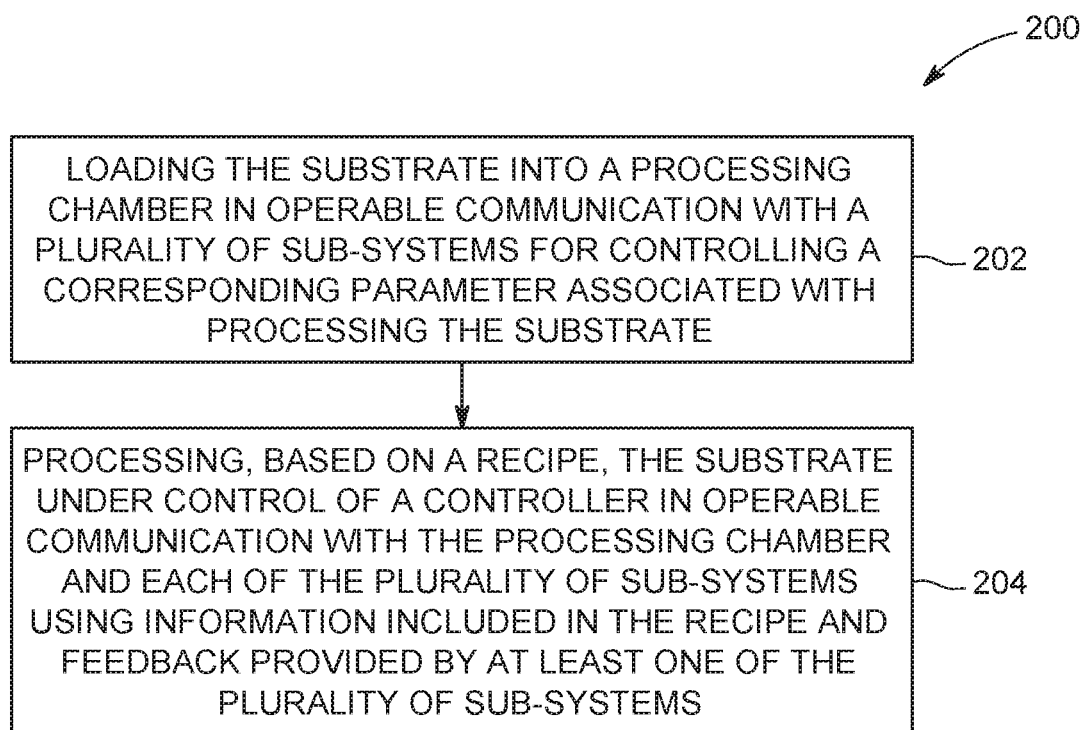 200
LOADING THE SUBSTRATE INTO A PROCESSING
CHAMBER IN OPERABLE COMMUNICATION WITH A
PLURALITY OF SUB-SYSTEMS FOR CONTROLLING A
CORRESPONDING PARAMETER ASSOCIATED WITH
PROCESSING THE SUBSTRATE
202
PROCESSING, BASED ON A RECIPE, THE SUBSTRATE
UNDER CONTROL OF A CONTROLLER IN OPERABLE
COMMUNICATION WITH THE PROCESSING CHAMBER
AND EACH OF THE PLURALITY OF SUB-SYSTEMS
USING INFORMATION INCLUDED IN THE RECIPE AND
FEEDBACK PROVIDED BY AT LEAST ONE OF THE
PLURALITY OF SUB-SYSTEMS
204